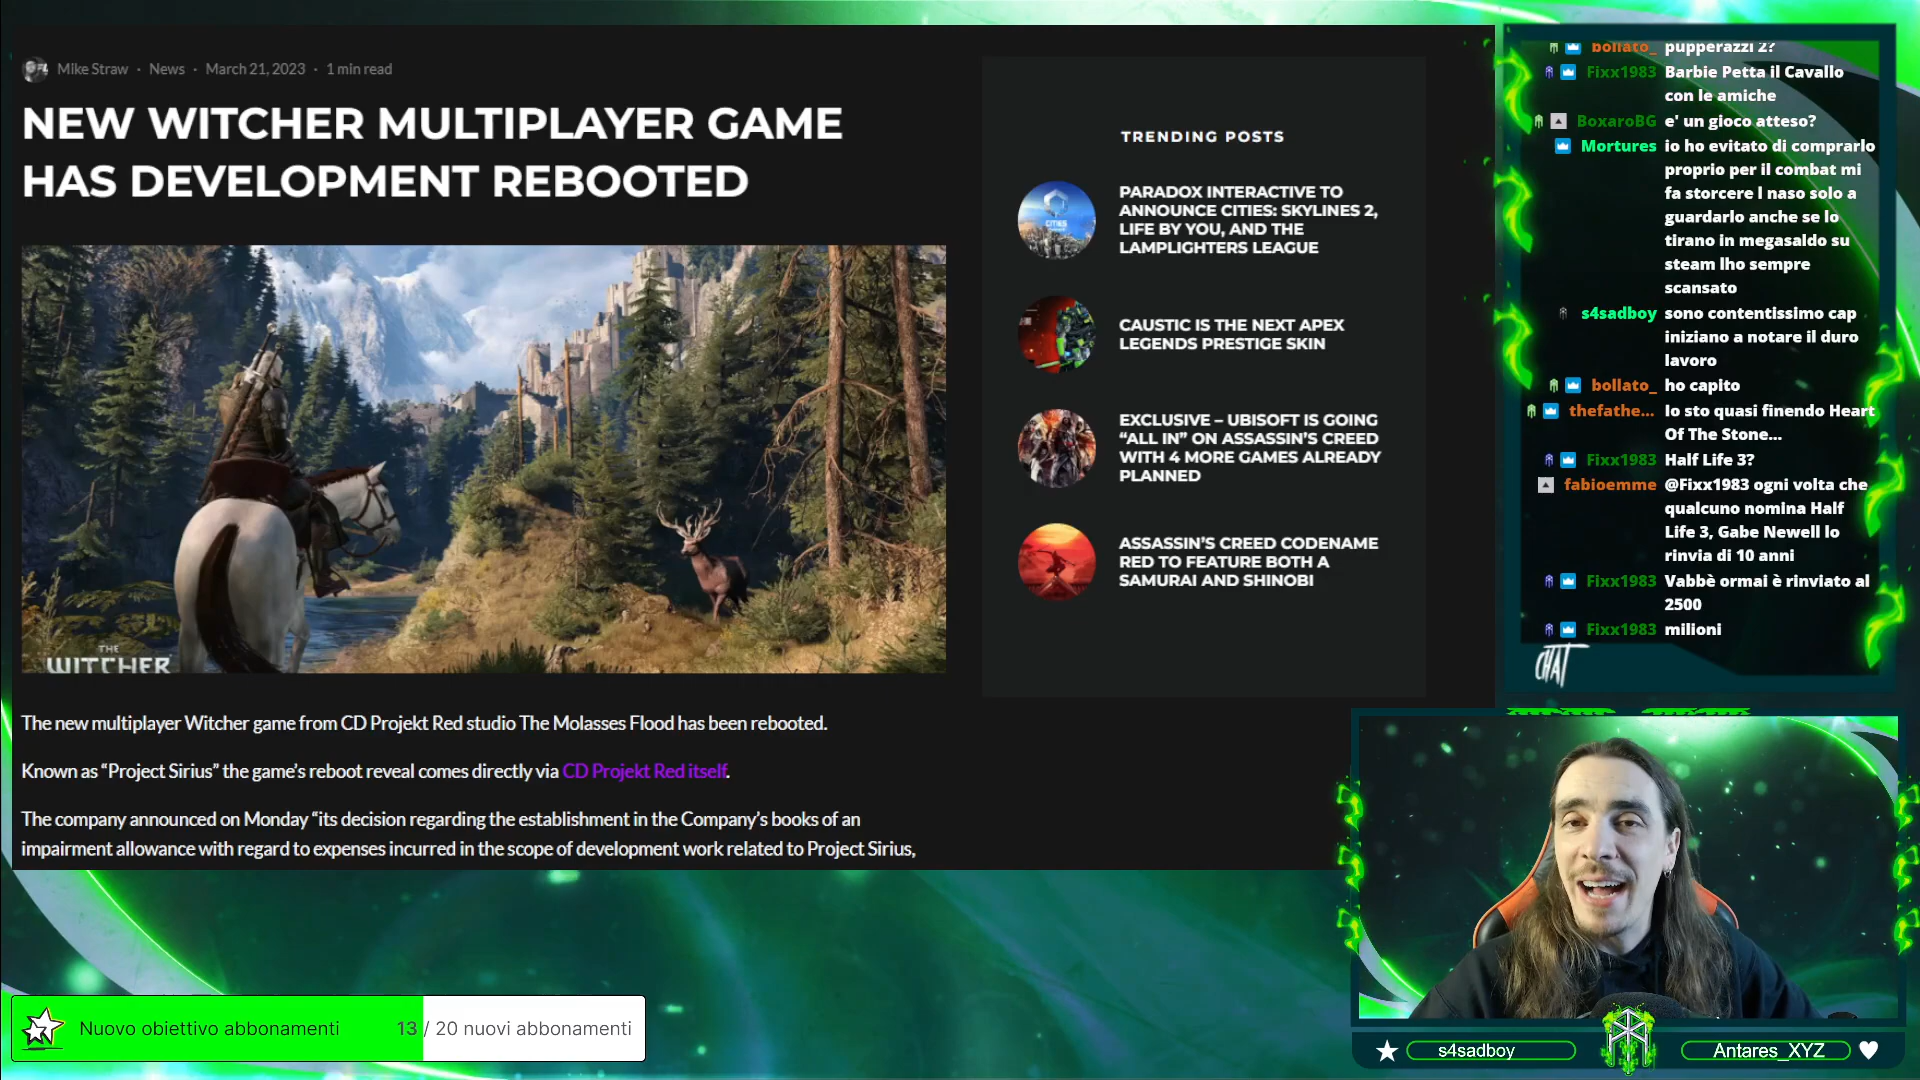 Mike Straw · News · March 21, 2023 · 1 min read
NEW WITCHER MULTIPLAYER GAME
HAS DEVELOPMENT REBOOTED
THE
WITCHER
The new multiplayer Witcher game from CD Projekt Red studio The Molasses Flood has been rebooted.
Known as “Project Sirius” the game’s reboot reveal comes directly via CD Projekt Red itself.
The company announced on Monday “its decision regarding the establishment in the Company’s books of an
impairment allowance with regard to expenses incurred in the scope of development work related to Project Sirius,
TRENDING POSTS
PARADOX INTERACTIVE TO
ANNOUNCE CITIES: SKYLINES 2,
LIFE BY YOU, AND THE
LAMPLIGHTERS LEAGUE
CAUSTIC IS THE NEXT APEX
LEGENDS PRESTIGE SKIN
EXCLUSIVE – UBISOFT IS GOING
“ALL IN” ON ASSASSIN’S CREED
WITH 4 MORE GAMES ALREADY
PLANNED
ASSASSIN’S CREED CODENAME
RED TO FEATURE BOTH A
SAMURAI AND SHINOBI
bollato_ pupperazzi 2?
Fixx1983 Barbie Petta il Cavallo
con le amiche
BoxaroBG e' un gioco atteso?
Mortures io ho evitato di comprarlo
proprio per il combat mi
fa storcere l naso solo a
guardarlo anche se lo
tirano in megasaldo su
steam lho sempre
scansato
s4sadboy sono contentissimo cap
iniziano a notare il duro
lavoro
bollato_ ho capito
thefathe... Io sto quasi finendo Heart
Of The Stone...
Fixx1983 Half Life 3?
fabioemme @Fixx1983 ogni volta che
qualcuno nomina Half
Life 3, Gabe Newell lo
rinvia di 10 anni
Fixx1983 Vabbè ormai è rinviato al
2500
Fixx1983 milioni
CHAT
Nuovo obiettivo abbonamenti 13 / 20 nuovi abbonamenti
s4sadboy
Antares_XYZ